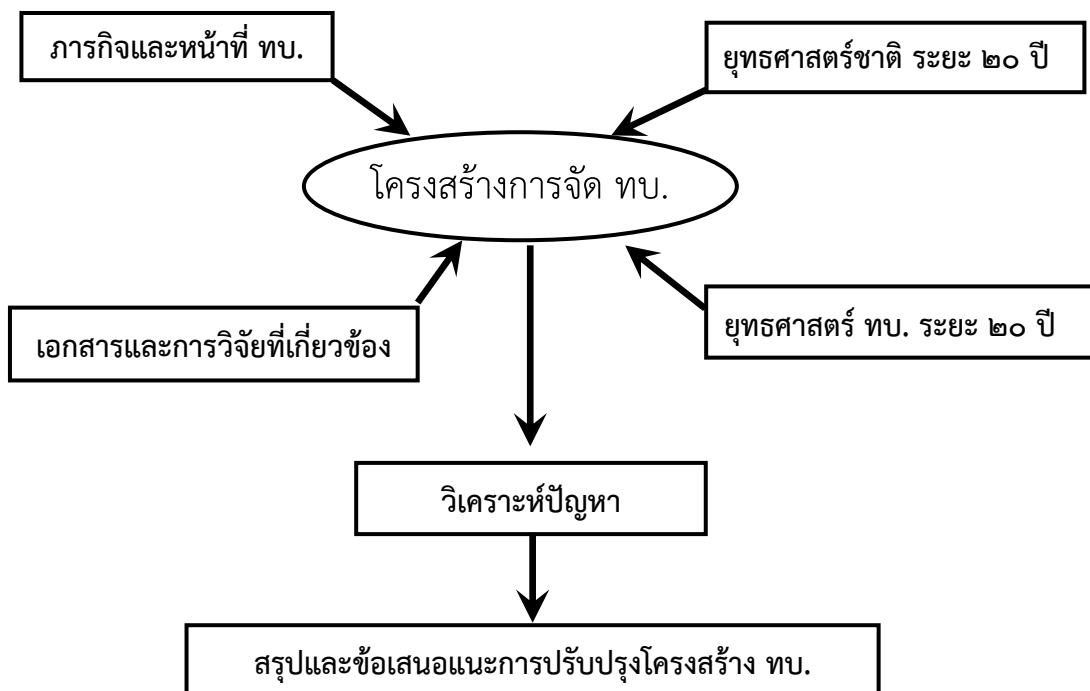 ภารกิจและหน้าที่ ทบ.
ยุทธศาสตร์ชาติ ระยะ ๒๐ ปี
โครงสร้างการจัด ทบ.
เอกสารและการวิจัยที่เกี่ยวข้อง
ยุทธศาสตร์ ทบ. ระยะ ๒๐ ปี
วิเคราะห์ปัญหา
สรุปและข้อเสนอแนะการปรับปรุงโครงสร้าง ทบ.